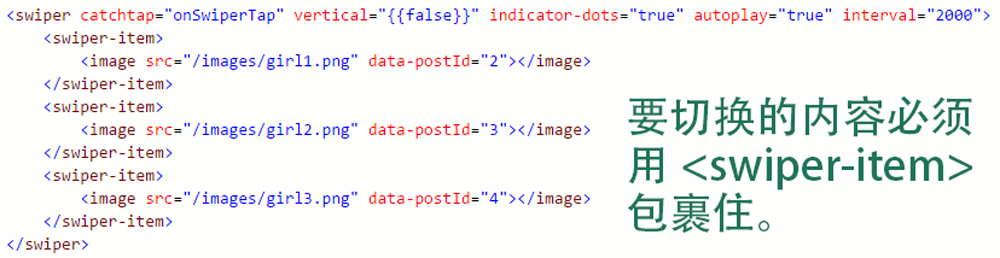 <swiper catchtap="onSwiperTap" vertical="{{false}}" indicator-dots="true" autoplay="true" interval="2000">
    <swiper-item>
        <image src="/images/girl1.png" data-postId="2"></image>
    </swiper-item>
    <swiper-item>
        <image src="/images/girl2.png" data-postId="3"></image>
    </swiper-item>
    <swiper-item>
        <image src="/images/girl3.png" data-postId="4"></image>
    </swiper-item>
</swiper>
要切换的内容必须
用 <swiper-item>
包裹住。